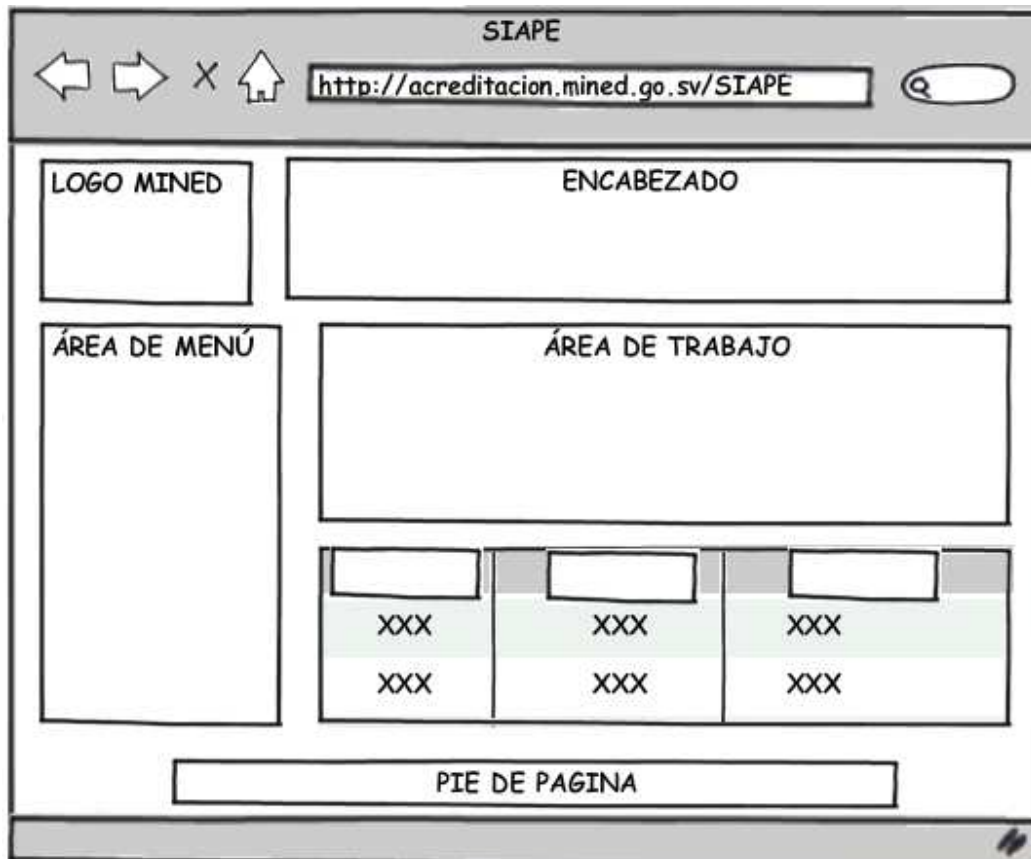 SIAPE
http://acreditacion.mined.go.sv/SIAPE
LOGO MINED
ENCABEZADO
ÁREA DE MENÚ
ÁREA DE TRABAJO
XXX XXX XXX
XXX XXX XXX
PIE DE PAGINA